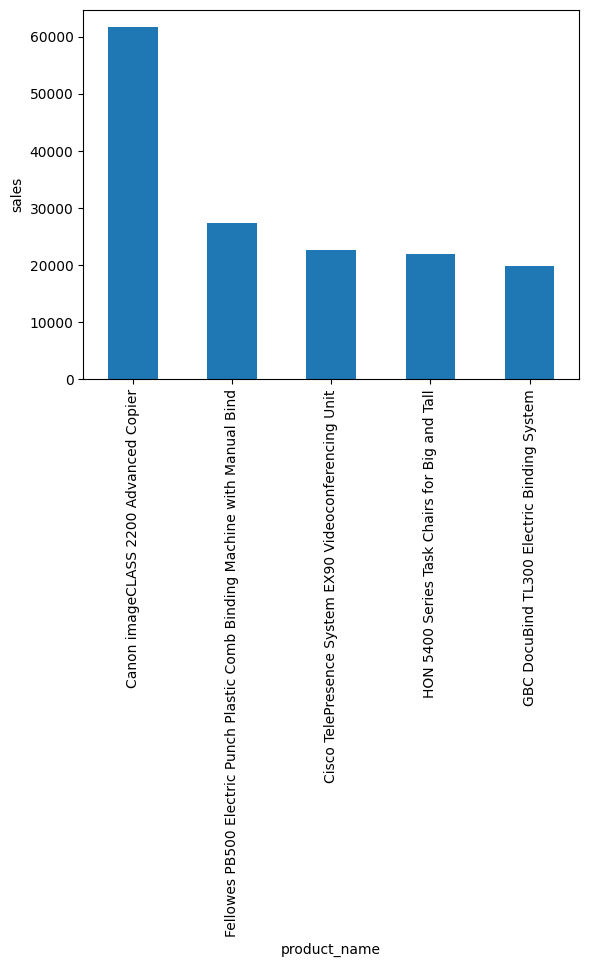 60000
50000
40000
30000
20000
10000
0
sales
Canon imageCLASS 2200 Advanced Copier
Fellowes PB500 Electric Punch Plastic Comb Binding Machine with Manual Bind
Cisco TelePresence System EX90 Videoconferencing Unit
HON 5400 Series Task Chairs for Big and Tall
GBC DocuBind TL300 Electric Binding System
product_name